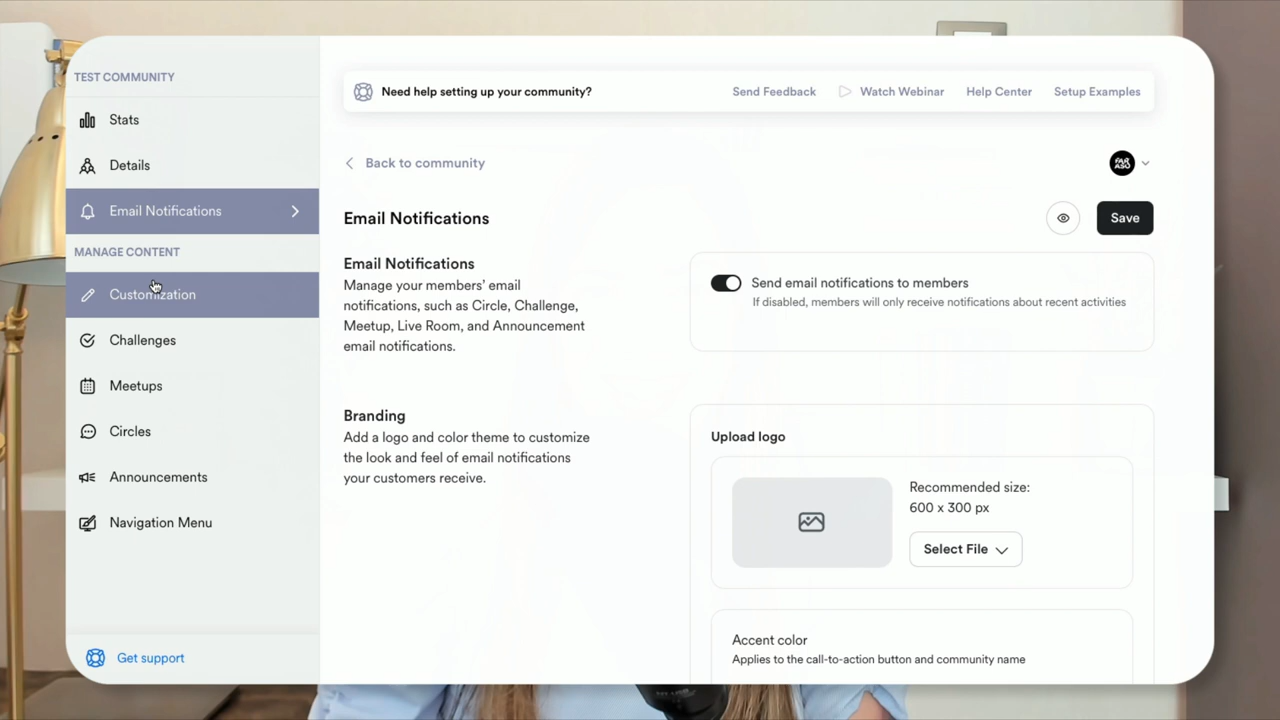 TEST COMMUNITY
Stats
Details
Email Notifications
MANAGE CONTENT
Customization
Challenges
Meetups
Circles
Announcements
Navigation Menu
Get support
Need help setting up your community?
Send Feedback
Watch Webinar
Help Center
Setup Examples
Back to community
FAR
ASU
Email Notifications
Save
Email Notifications
Manage your members’ email
notifications, such as Circle, Challenge,
Meetup, Live Room, and Announcement
email notifications.
Send email notifications to members
If disabled, members will only receive notifications about recent activities
Branding
Add a logo and color theme to customize
the look and feel of email notifications
your customers receive.
Upload logo
Recommended size:
600 x 300 px
Select File
Accent color
Applies to the call-to-action button and community name